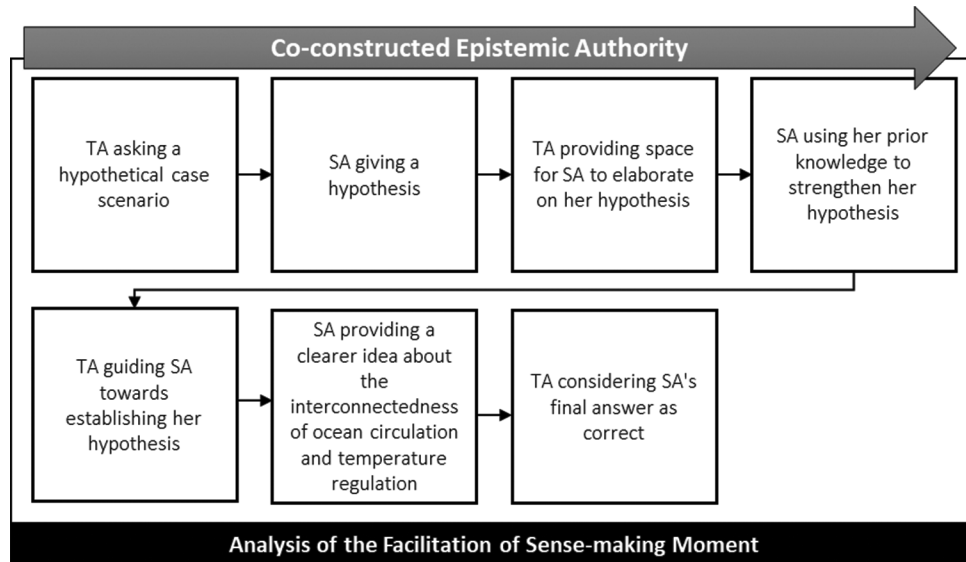 Co-constructed Epistemic Authority
TA asking a
hypothetical case
scenario
SA giving a
hypothesis
TA providing space
for SA to elaborate
on her hypothesis
SA using her prior
knowledge to
strengthen her
hypothesis
TA guiding SA
towards
establishing her
hypothesis
SA providing a
clearer idea about
the
interconnectedness
of ocean circulation
and temperature
regulation
TA considering SA's
final answer as
correct
Analysis of the Facilitation of Sense-making Moment